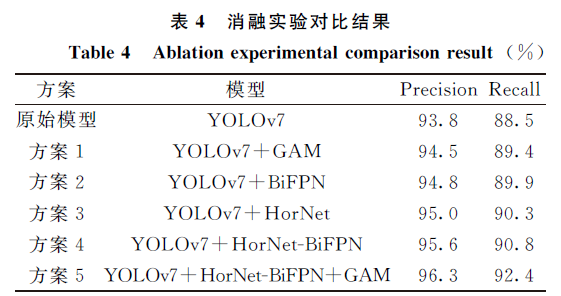 表 4 消融实验对比结果
Table 4 Ablation experimental comparison result（%）
方案 模型 Precision Recall
原始模型 YOLOv7 93.8 88.5
方案 1 YOLOv7+GAM 94.5 89.4
方案 2 YOLOv7+BiFPN 94.8 89.9
方案 3 YOLOv7+HorNet 95.0 90.3
方案 4 YOLOv7+HorNet-BiFPN 95.6 90.8
方案 5 YOLOv7+HorNet-BiFPN+GAM 96.3 92.4